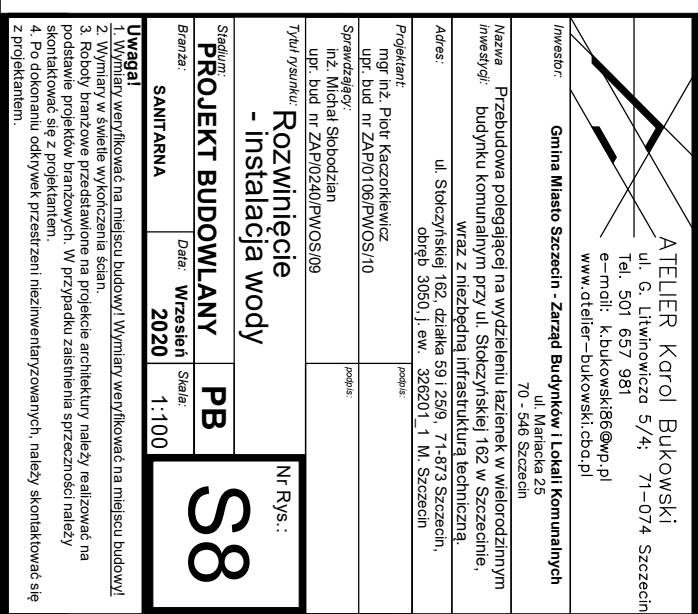 ATELIER Karol Bukowski
ul. G. Litwinowicza 5/4; 71-074 Szczecin
Tel. 501 657 981
e-mail: k.bukowski86@wp.pl
www.atelier-bukowski.cba.pl
Inwestor:
Gmina Miasto Szczecin - Zarząd Budynków i Lokali Komunalnych
ul. Mariacka 25
70 - 546 Szczecin
Nazwa inwestycji:
Przebudowa polegającej na wydzieleniu łazienek w wielorodzinnym
budynku komunalnym przy ul. Stołczyńskiej 162 w Szczecinie,
wraz z niezbędną infrastrukturą techniczną.
Adres:
ul. Stołczyńskiej 162, działka 59 i 25/9, 71-873 Szczecin,
obręb 3050, j. ew. 326201_1 M. Szczecin
Projektant:
mgr inż. Piotr Kaczorkiewicz
upr. bud nr ZAP/0106/PWOS/10
podpis:
Sprawdzający:
inż. Michał Słobodzian
upr. bud nr ZAP/0240/PWOS/09
podpis:
Tytuł rysunku:
Rozwinięcie
- instalacja wody
Nr Rys.:
S8
Stadium:
PROJEKT BUDOWLANY
PB
Branża:
SANITARNA
Data: Wrzesień
2020
Skala:
1:100
Uwaga!
1. Wymiary weryfikować na miejscu budowy! Wymiary weryfikować na miejscu budowy!
2. Wymiary w świetle wykończenia ścian.
3. Roboty branżowe przedstawione na projekcie architektury należy realizować na
podstawie projektów branżowych. W przypadku zaistnienia sprzeczności należy
skontaktować się z projektantem.
4. Po dokonaniu odkrywek przestrzeni niezinwentaryzowanych, należy skontaktować się
z projektantem.